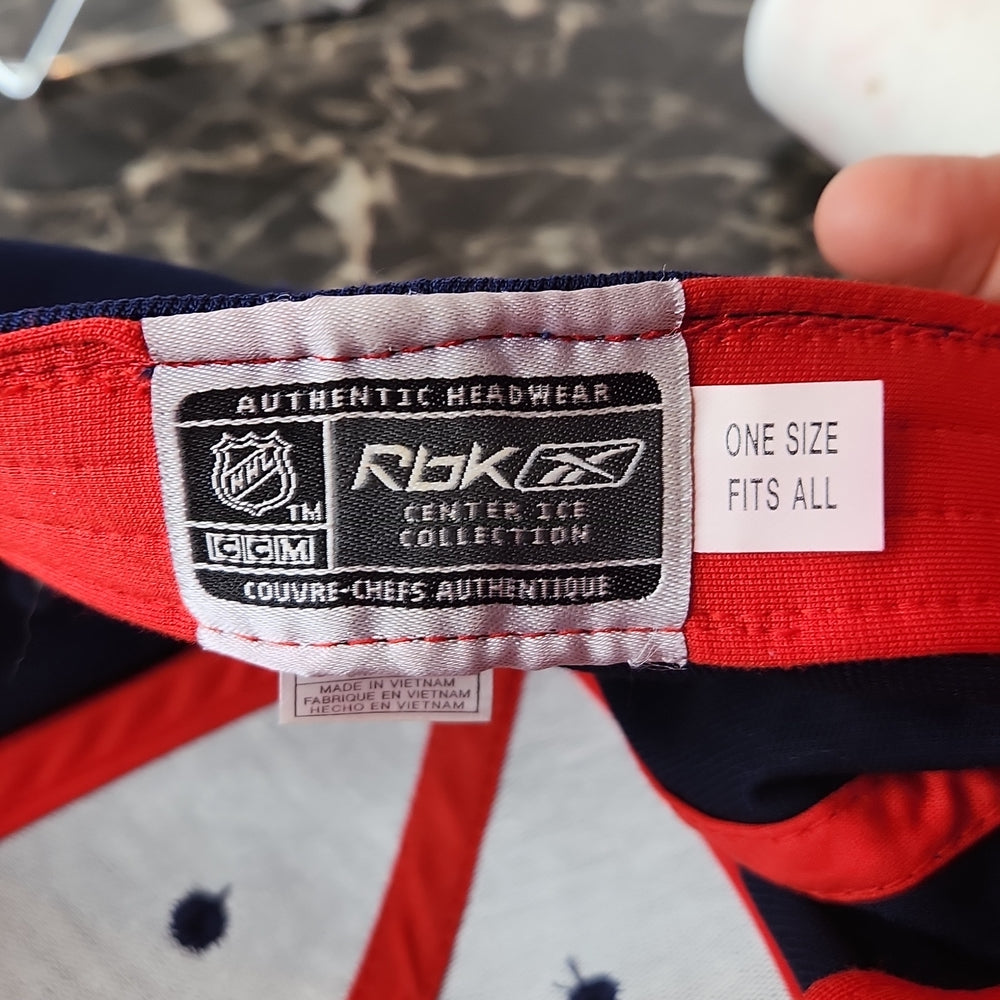 AUTHENTIC HEADWEAR
NHL
TM
RbK
CENTER ICE
COLLECTION
CCM
COUVRE-CHEFS AUTHENTIQUE
ONE SIZE
FITS ALL
MADE IN VIETNAM
FABRIQUE EN VIETNAM
HECHO EN VIETNAM